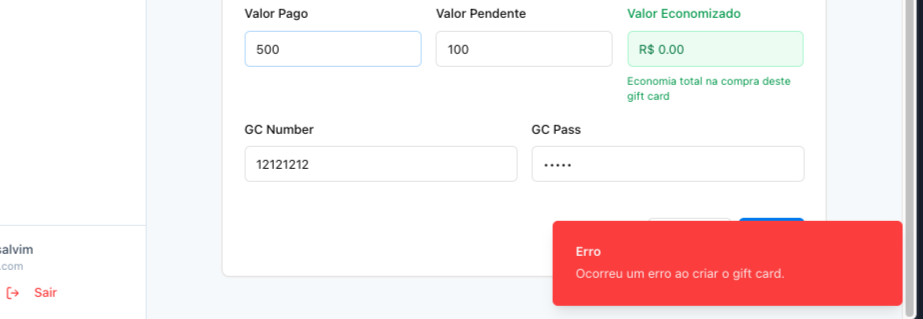 Valor Pago
Valor Pendente
Valor Economizado
500
100
R$ 0.00
Economia total na compra deste
gift card
GC Number
GC Pass
12121212
•••••
Erro
Ocorreu um erro ao criar o gift card.
salvim
.com
Sair